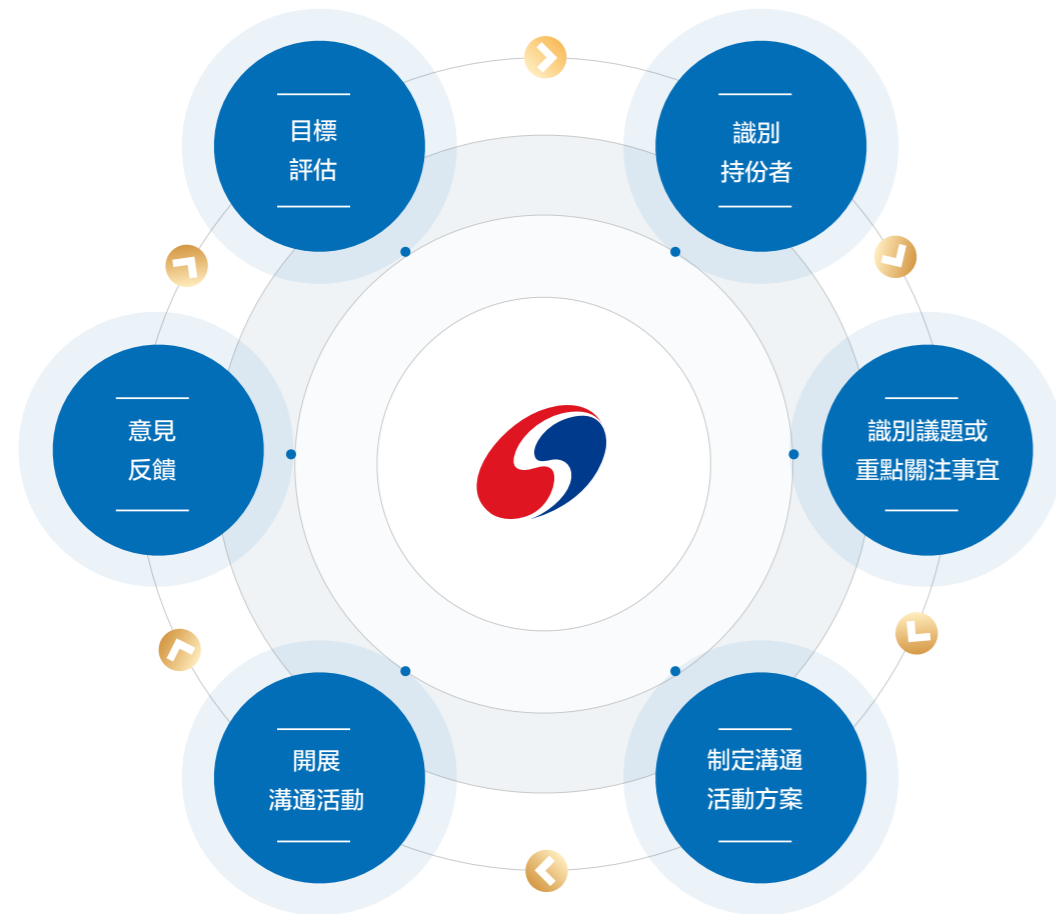 目標
評估
識別
持份者
識別議題或
重點關注事宜
制定溝通
活動方案
開展
溝通活動
意見
反饋